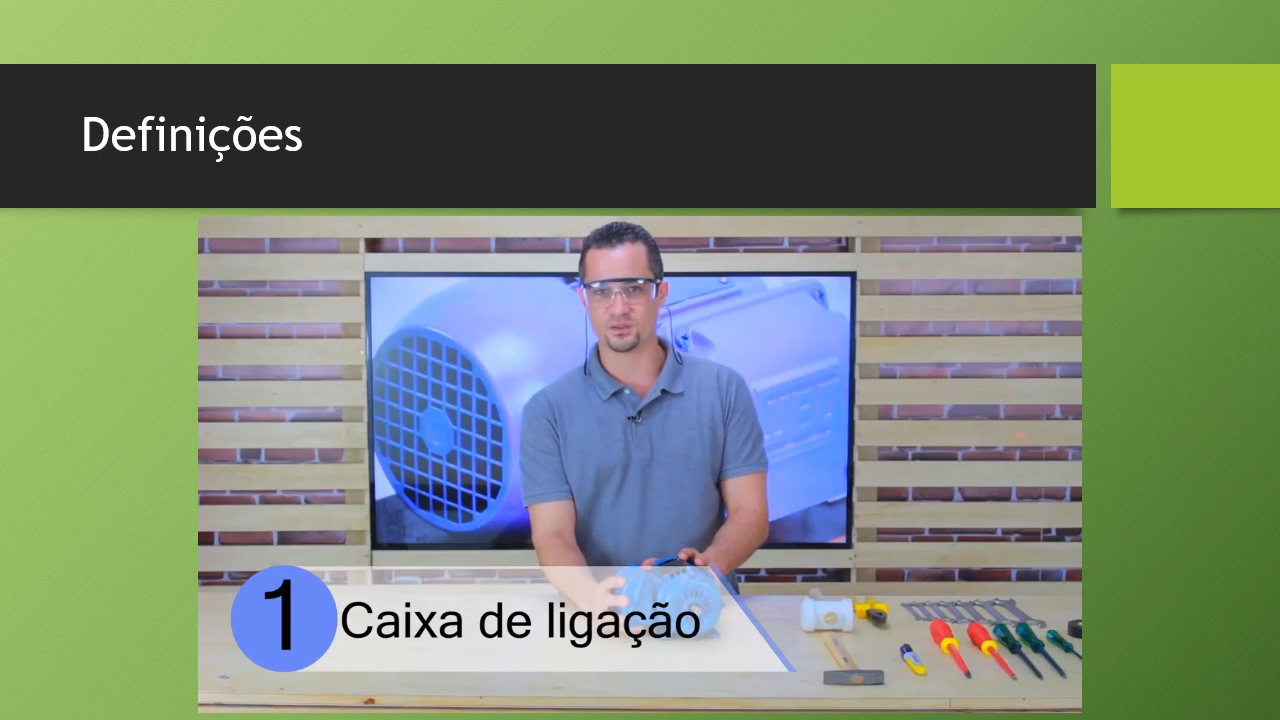 Definições
1 Caixa de ligação